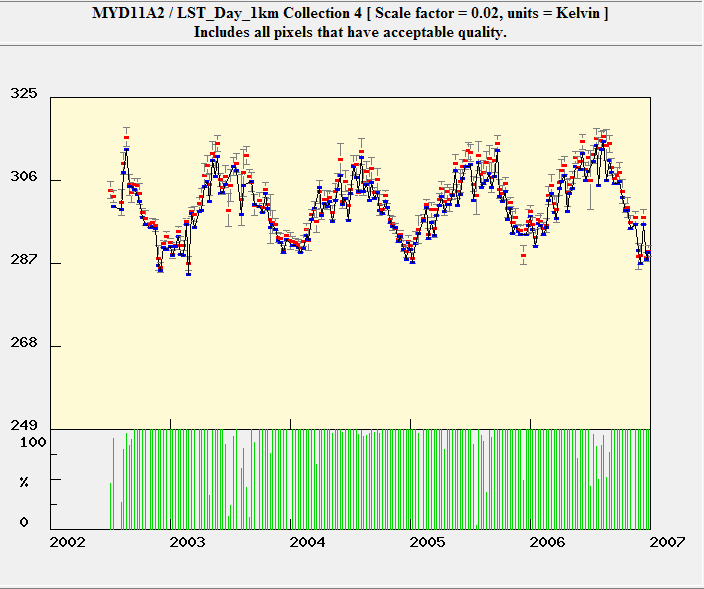 MYD11A2 / LST_Day_1km Collection 4 [ Scale factor = 0.02, units = Kelvin ]
Includes all pixels that have acceptable quality.
325
306
287
268
249
100
%
0
2002 2003 2004 2005 2006 2007